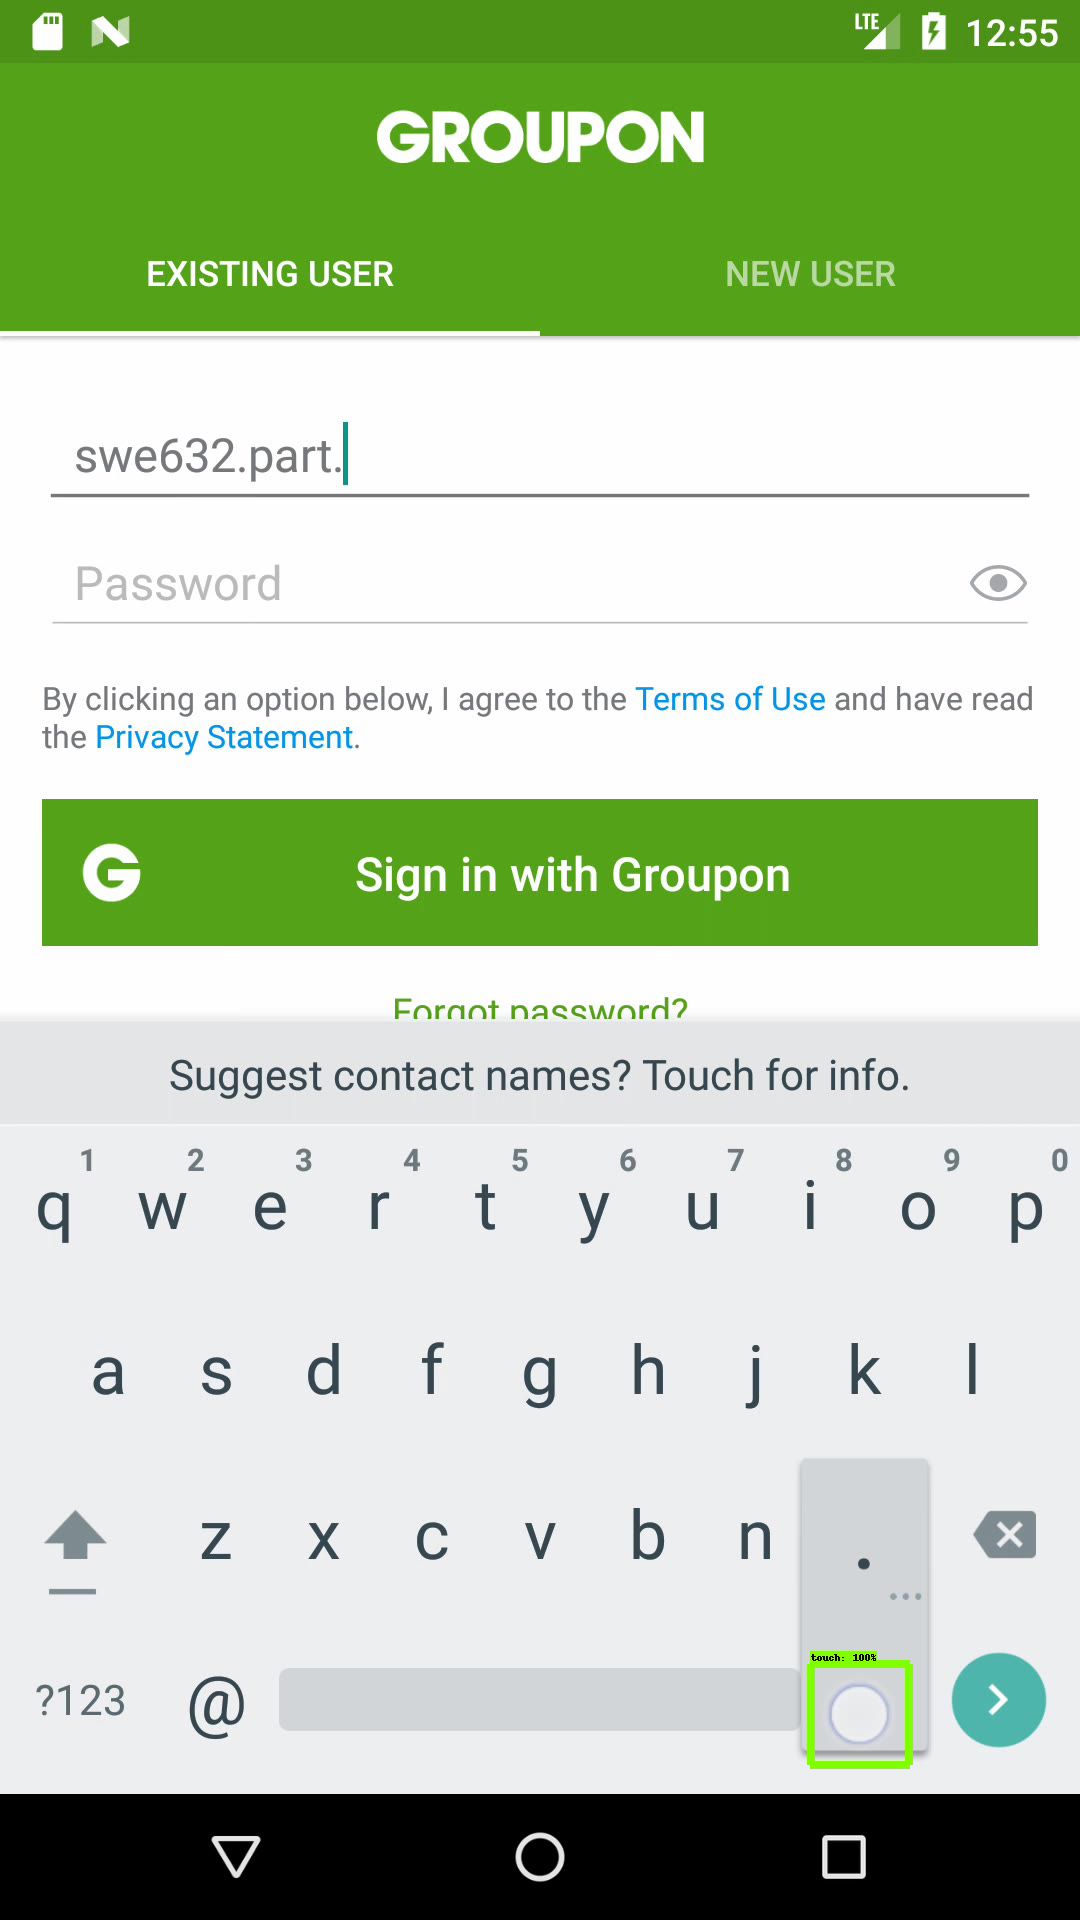 LTE 12:55
GROUPON
EXISTING USER NEW USER
swe632.part.
Password
By clicking an option below, I agree to the Terms of Use and have read
the Privacy Statement.
G Sign in with Groupon
Forgot password?
Suggest contact names? Touch for info.
1 2 3 4 5 6 7 8 9 0
q w e r t y u i o p
a s d f g h j k l
z x c v b n .
...
touch: 100%
?123 @